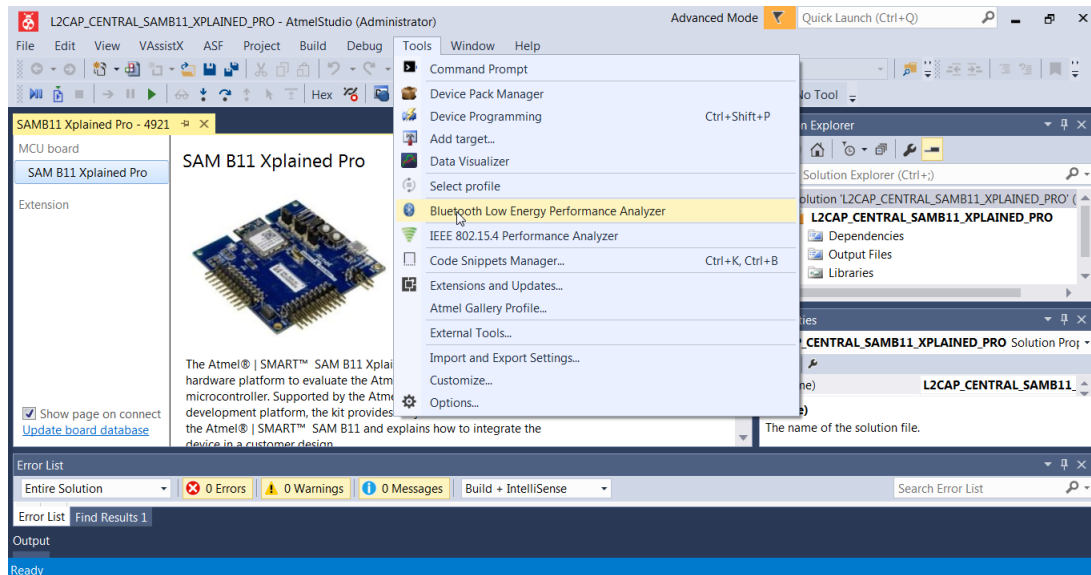 L2CAP_CENTRAL_SAMB11_XPLAINED_PRO - AtmelStudio (Administrator)
Advanced Mode
Quick Launch (Ctrl+Q)
File Edit View VAssistX ASF Project Build Debug Tools Window Help
Hex
No Tool
Command Prompt
Device Pack Manager
Device Programming Ctrl+Shift+P
Add target...
Data Visualizer
Select profile
Bluetooth Low Energy Performance Analyzer
IEEE 802.15.4 Performance Analyzer
Code Snippets Manager... Ctrl+K, Ctrl+B
Extensions and Updates...
Atmel Gallery Profile...
External Tools...
Import and Export Settings...
Customize...
Options...
SAMB11 Xplained Pro - 4921
MCU board
SAM B11 Xplained Pro
Extension
Show page on connect
Update board database
SAM B11 Xplained Pro
The Atmel® | SMART™ SAM B11 Xplai
hardware platform to evaluate the Atm
microcontroller. Supported by the Atme
development platform, the kit provides
the Atmel® | SMART™ SAM B11 and explains how to integrate the
device in a customer design.
n Explorer
Solution Explorer (Ctrl+;)
olution 'L2CAP_CENTRAL_SAMB11_XPLAINED_PRO' (
L2CAP_CENTRAL_SAMB11_XPLAINED_PRO
Dependencies
Output Files
Libraries
ties
_CENTRAL_SAMB11_XPLAINED_PRO Solution Prop
me) L2CAP_CENTRAL_SAMB11_
e)
The name of the solution file.
Error List
Entire Solution 0 Errors 0 Warnings 0 Messages Build + IntelliSense Search Error List
Error List Find Results 1
Output
Ready